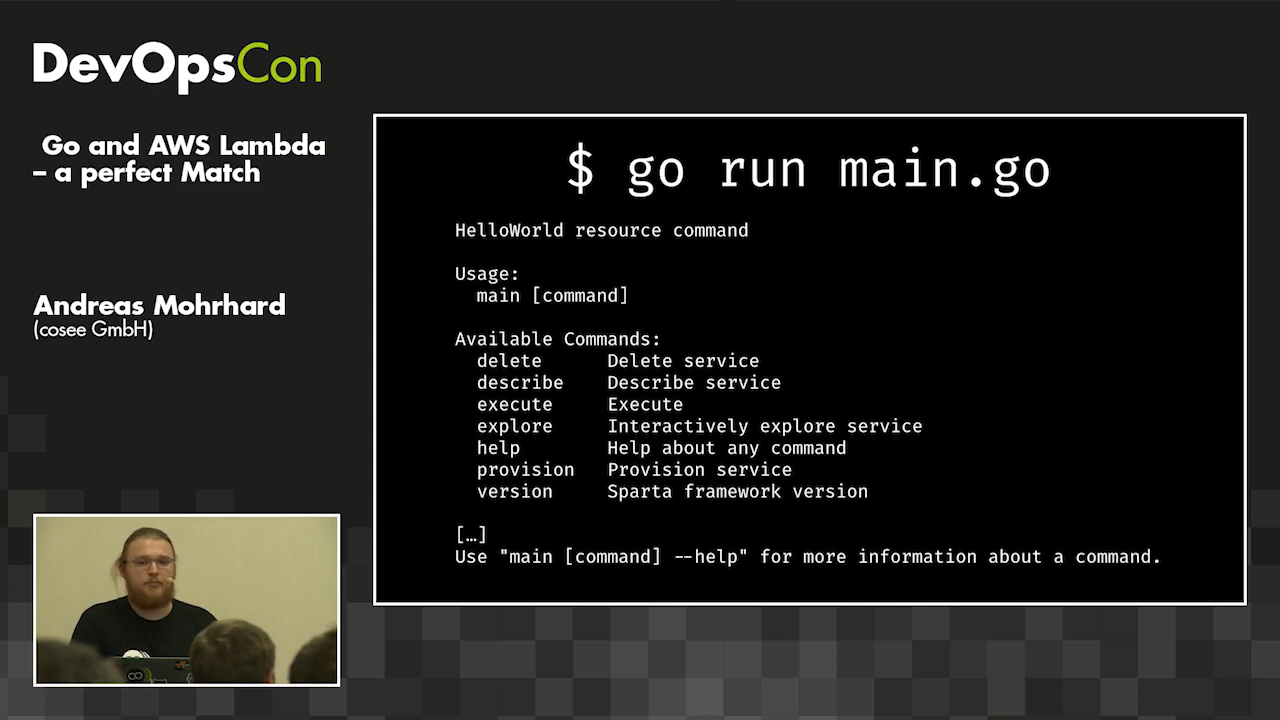 DevOpsCon
Go and AWS Lambda
– a perfect Match
Andreas Mohrhard
(cosee GmbH)
$ go run main.go
HelloWorld resource command
Usage:
main [command]
Available Commands:
delete Delete service
describe Describe service
execute Execute
explore Interactively explore service
help Help about any command
provision Provision service
version Sparta framework version
[…]
Use "main [command] --help" for more information about a command.